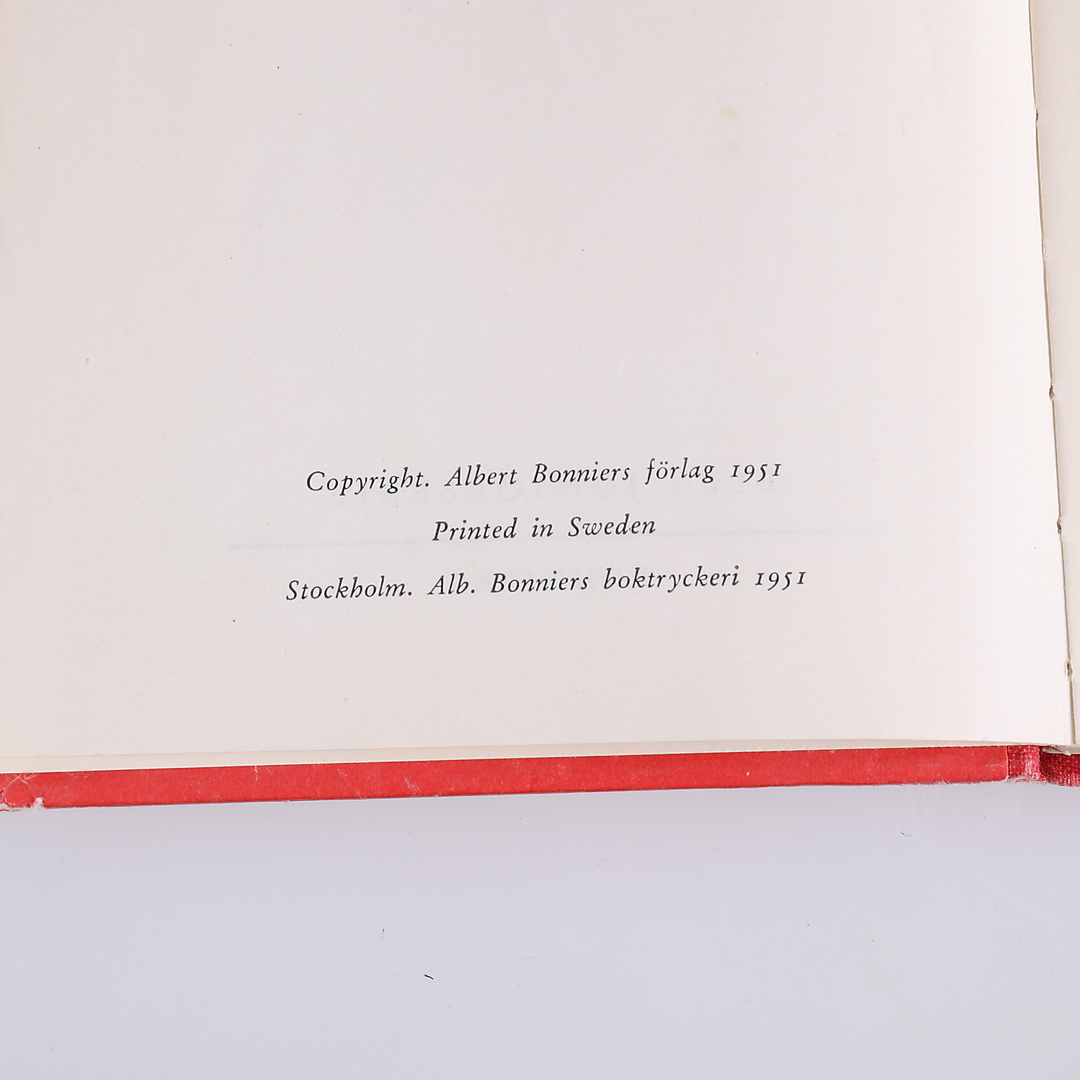 Copyright. Albert Bonniers förlag 1951
Printed in Sweden
Stockholm. Alb. Bonniers boktryckeri 1951